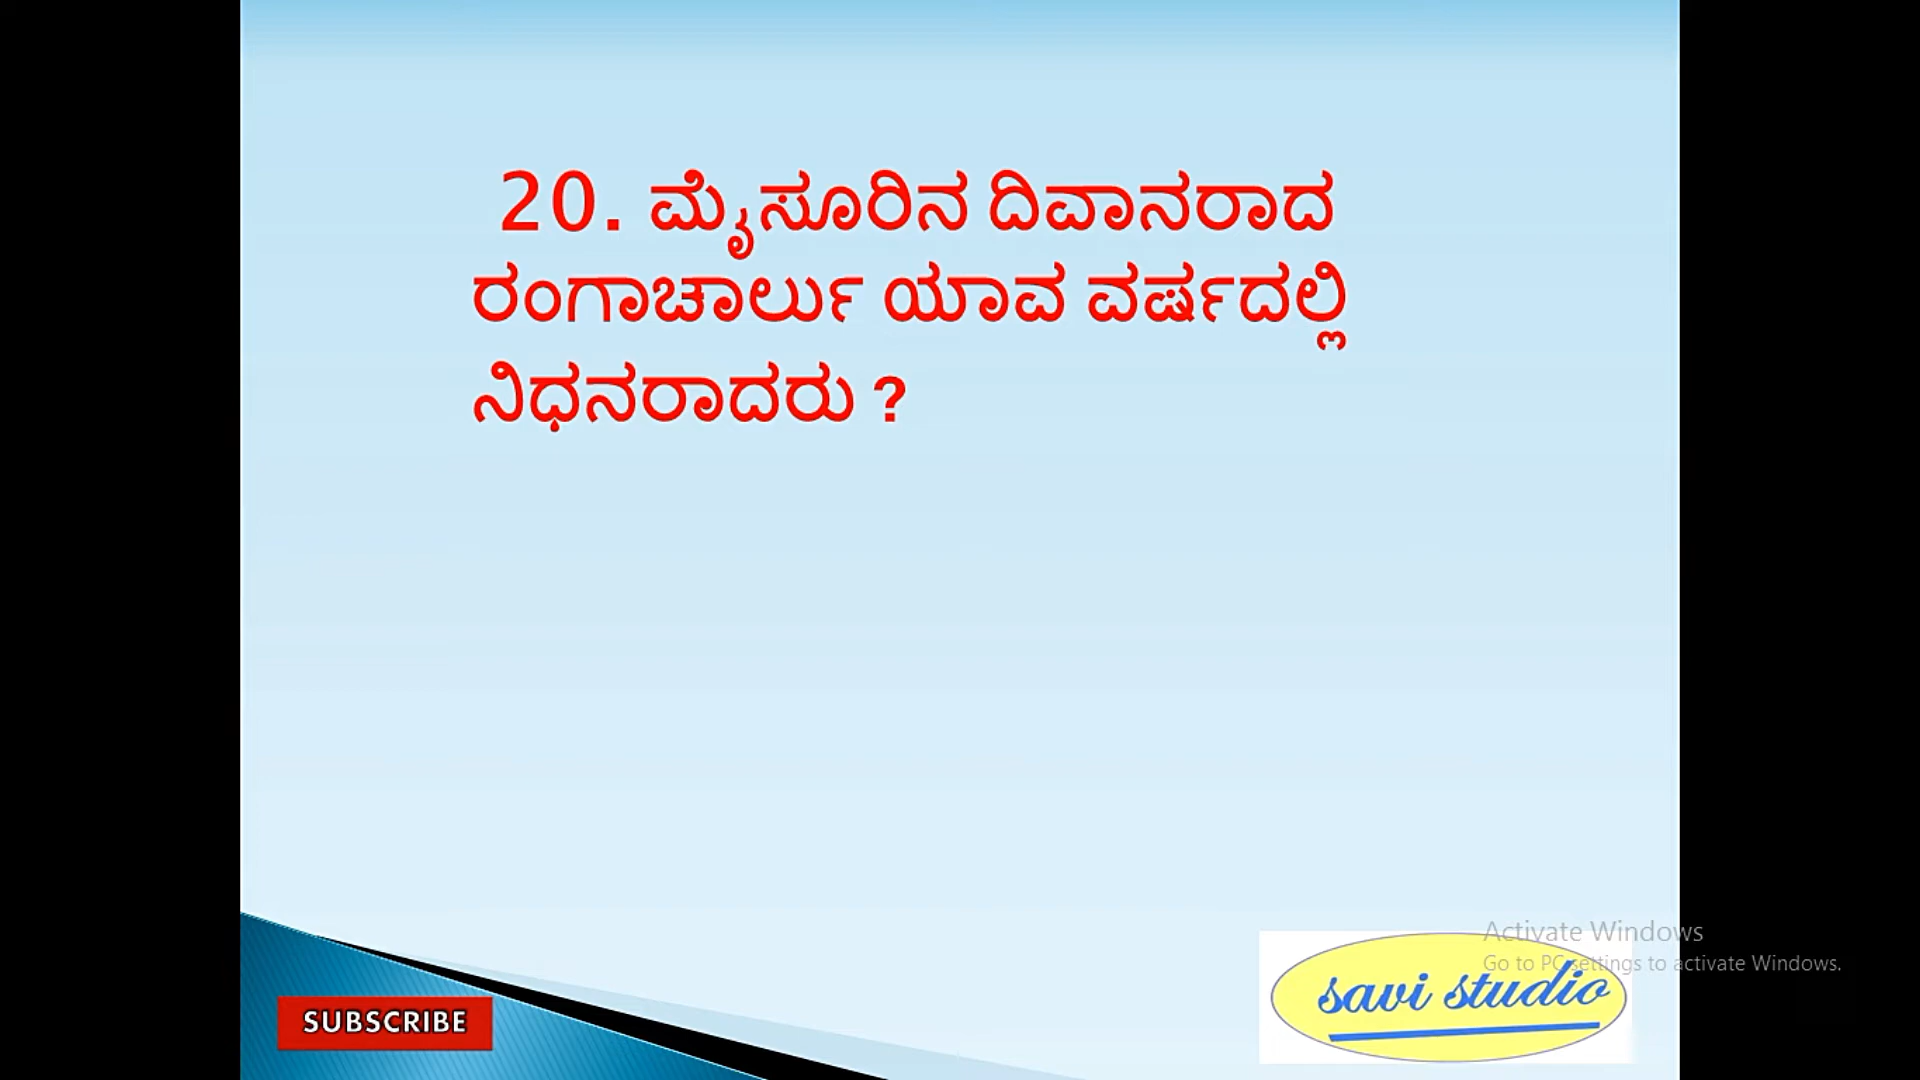 20. ಮೈಸೂರಿನ ದಿವಾನರಾದ
ರಂಗಾಚಾರ್ಲು ಯಾವ ವರ್ಷದಲ್ಲಿ
ನಿಧನರಾದರು ?
Activate Windows
Go to PC settings to activate Windows.
savi studio
SUBSCRIBE